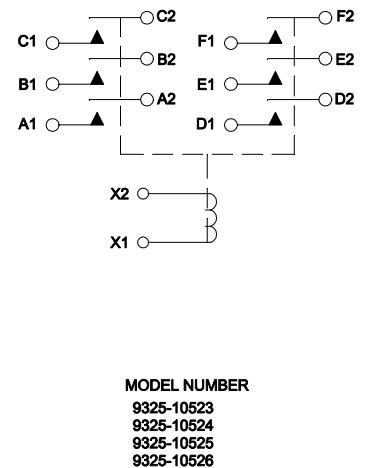 C2 F2
C1 F1
B2 E2
B1 E1
A2 D2
A1 D1
X2
X1
MODEL NUMBER
9325-10523
9325-10524
9325-10525
9325-10526